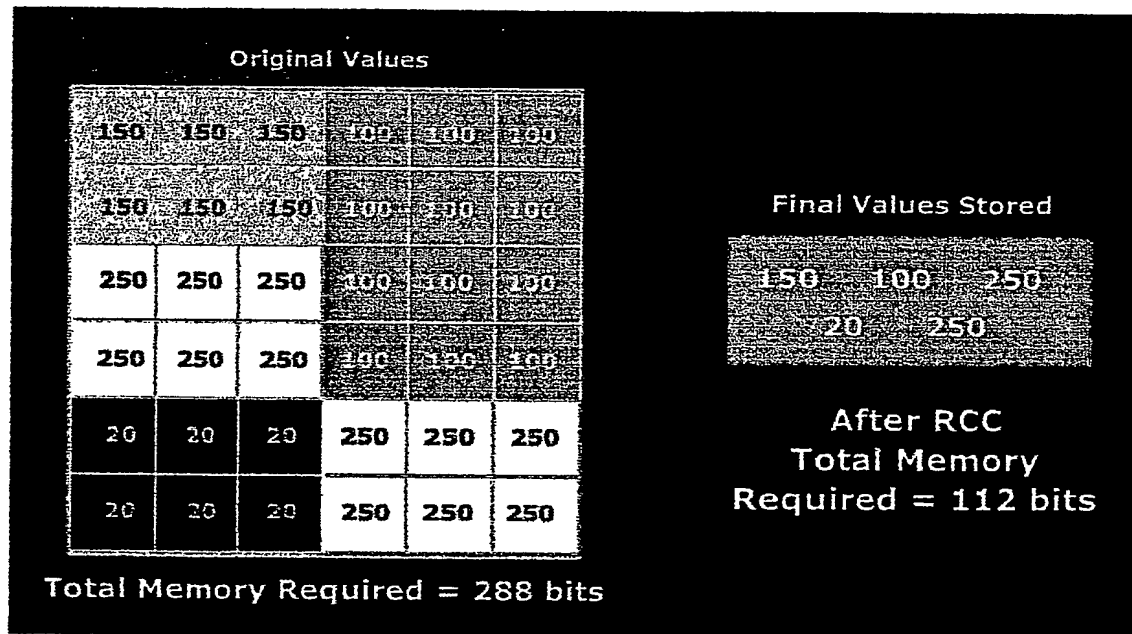 Original Values
150 150 150 100 100 100
150 150 150 100 100 100
250 250 250 100 100 100
250 250 250 100 100 100
20 20 20 250 250 250
20 20 20 250 250 250
Total Memory Required = 288 bits
Final Values Stored
150 100 250
20 250
After RCC
Total Memory
Required = 112 bits